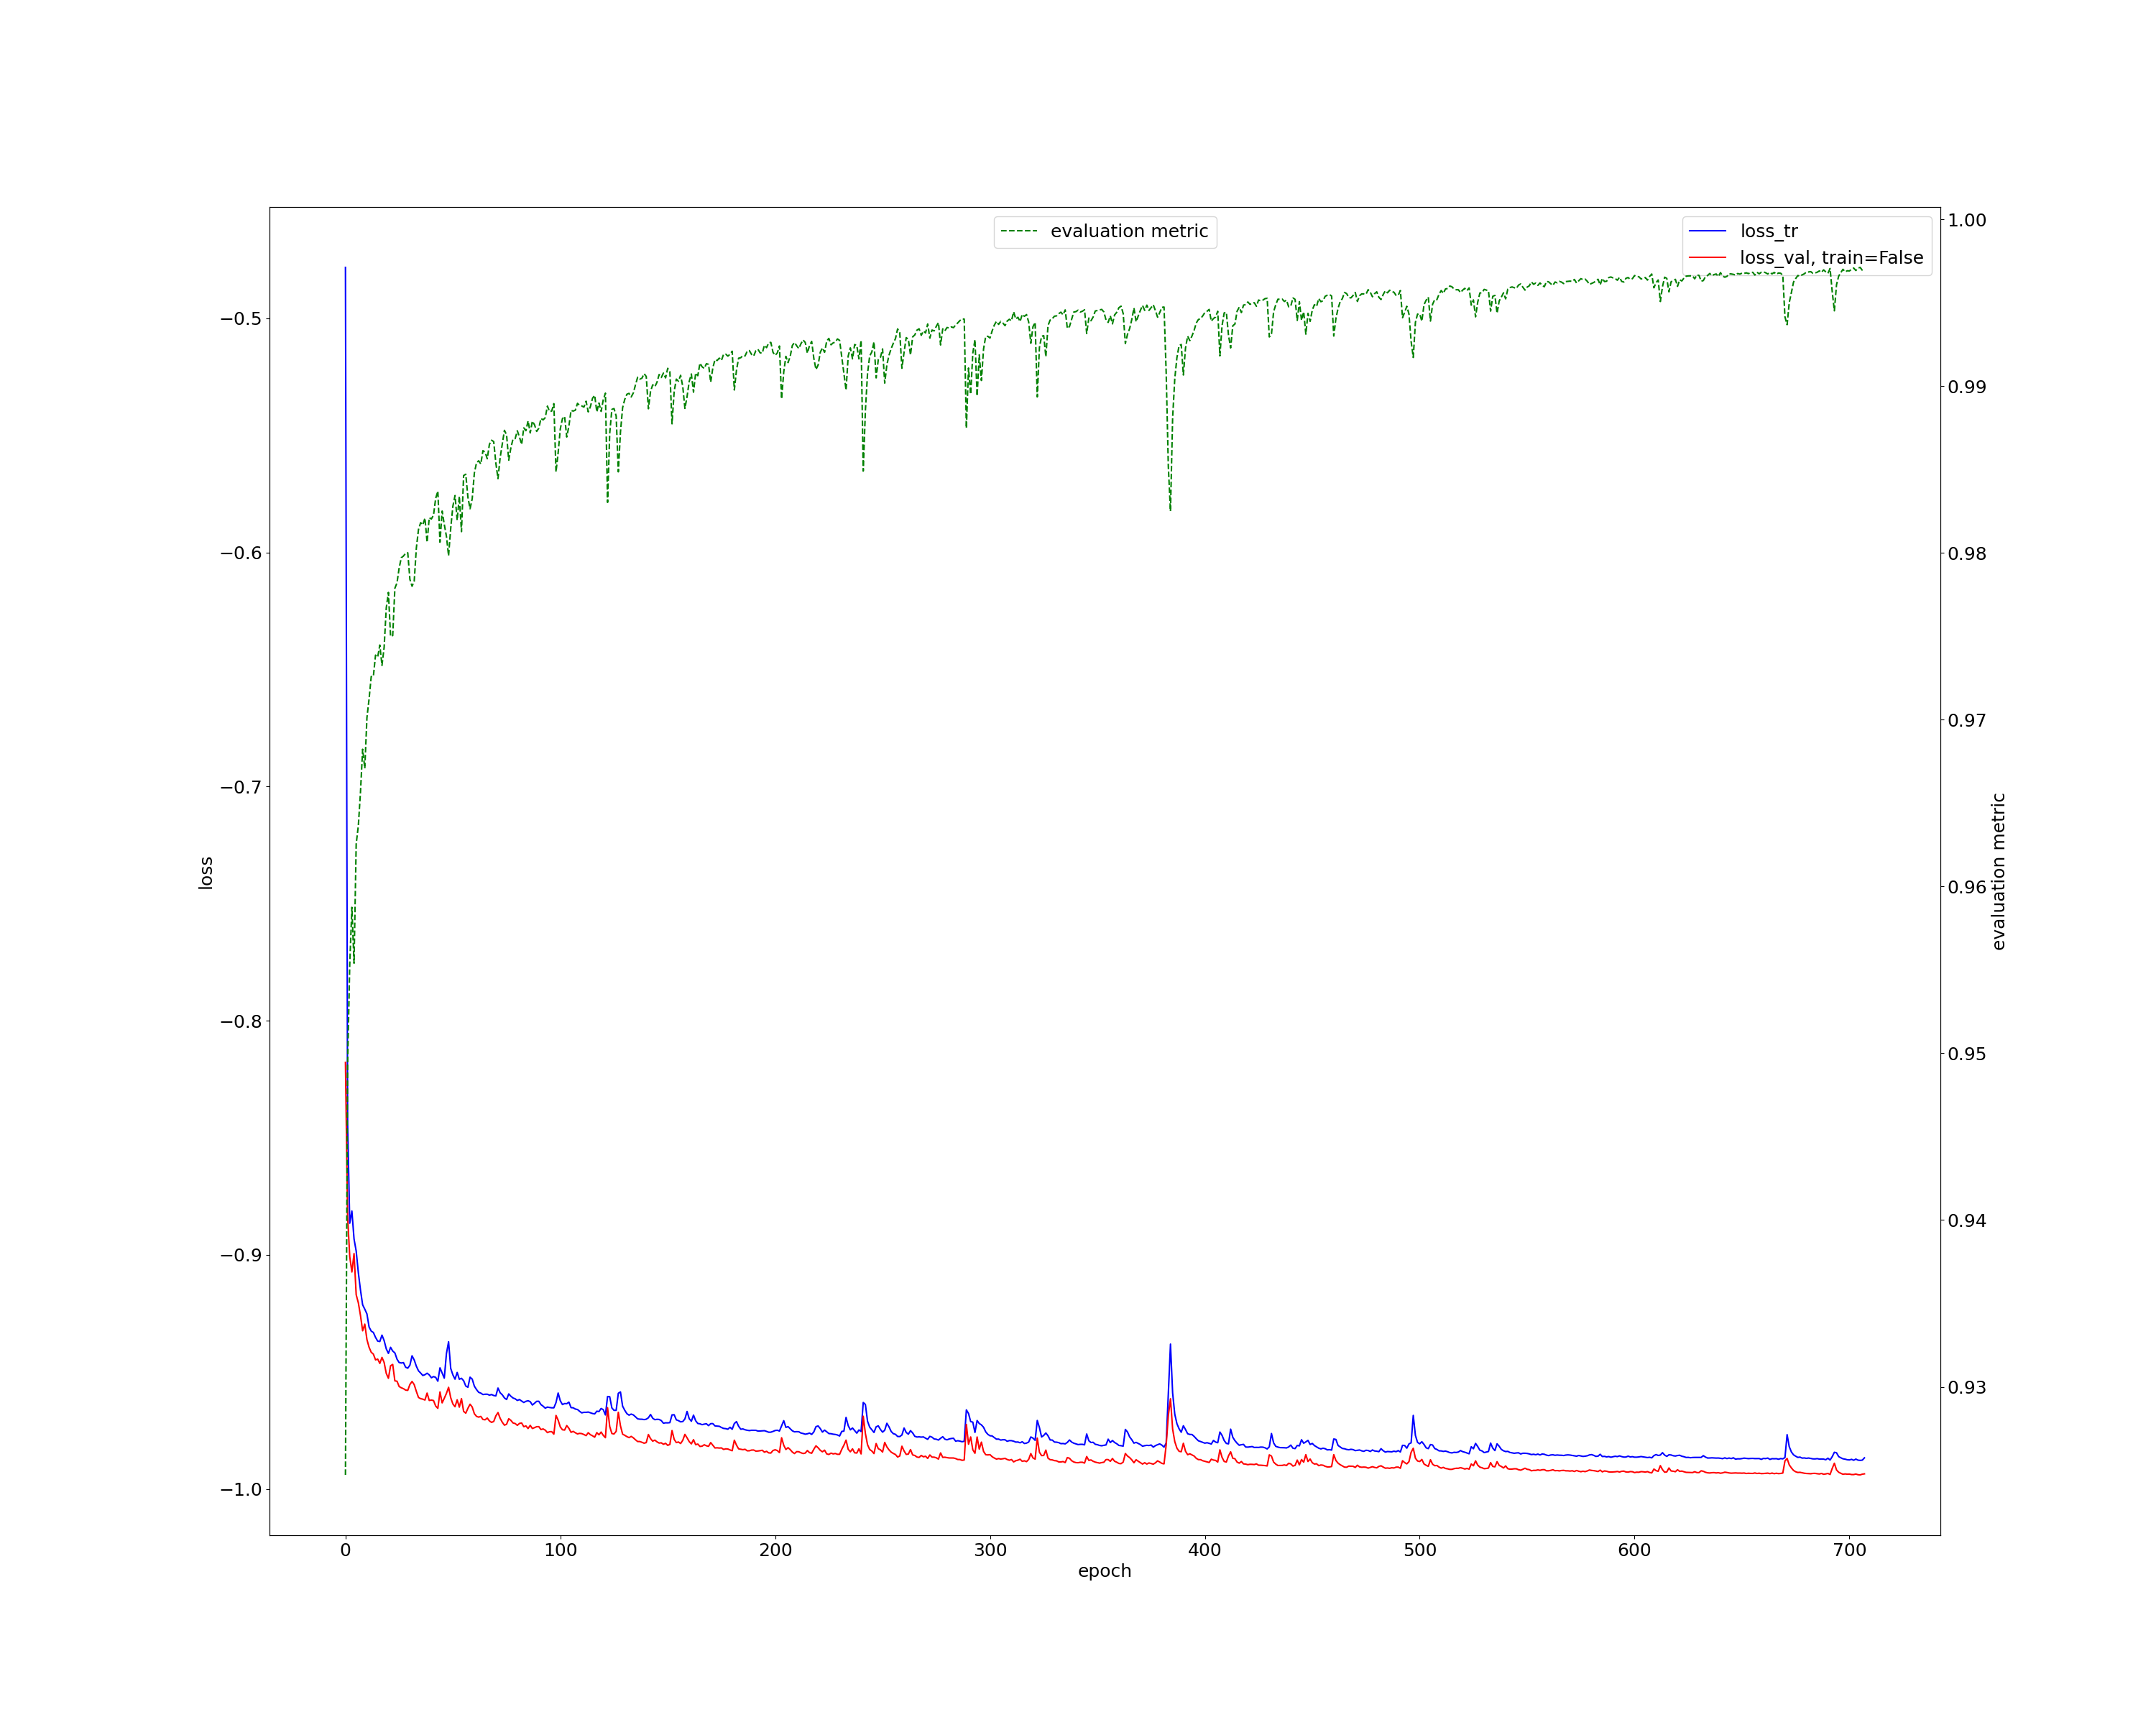 evaluation metric
loss_tr
loss_val, train=False
1.00
−0.5
0.99
−0.6
0.98
0.97
−0.7
loss
evaluation metric
0.96
−0.8
0.95
0.94
−0.9
0.93
−1.0
0 100 200 300 400 500 600 700
epoch